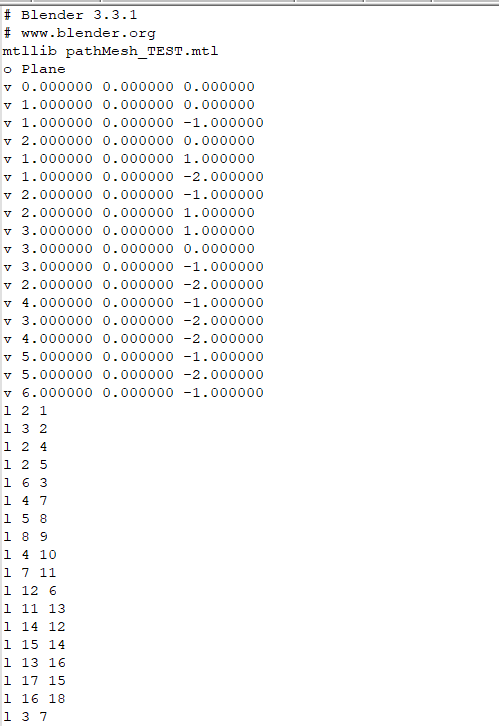 # Blender 3.3.1
# www.blender.org
mtllib pathMesh_TEST.mtl
o Plane
v 0.000000 0.000000 0.000000
v 1.000000 0.000000 0.000000
v 1.000000 0.000000 -1.000000
v 2.000000 0.000000 0.000000
v 1.000000 0.000000 1.000000
v 1.000000 0.000000 -2.000000
v 2.000000 0.000000 -1.000000
v 2.000000 0.000000 1.000000
v 3.000000 0.000000 1.000000
v 3.000000 0.000000 0.000000
v 3.000000 0.000000 -1.000000
v 2.000000 0.000000 -2.000000
v 4.000000 0.000000 -1.000000
v 3.000000 0.000000 -2.000000
v 4.000000 0.000000 -2.000000
v 5.000000 0.000000 -1.000000
v 5.000000 0.000000 -2.000000
v 6.000000 0.000000 -1.000000
l 2 1
l 3 2
l 2 4
l 2 5
l 6 3
l 4 7
l 5 8
l 8 9
l 4 10
l 7 11
l 12 6
l 11 13
l 14 12
l 15 14
l 13 16
l 17 15
l 16 18
l 3 7